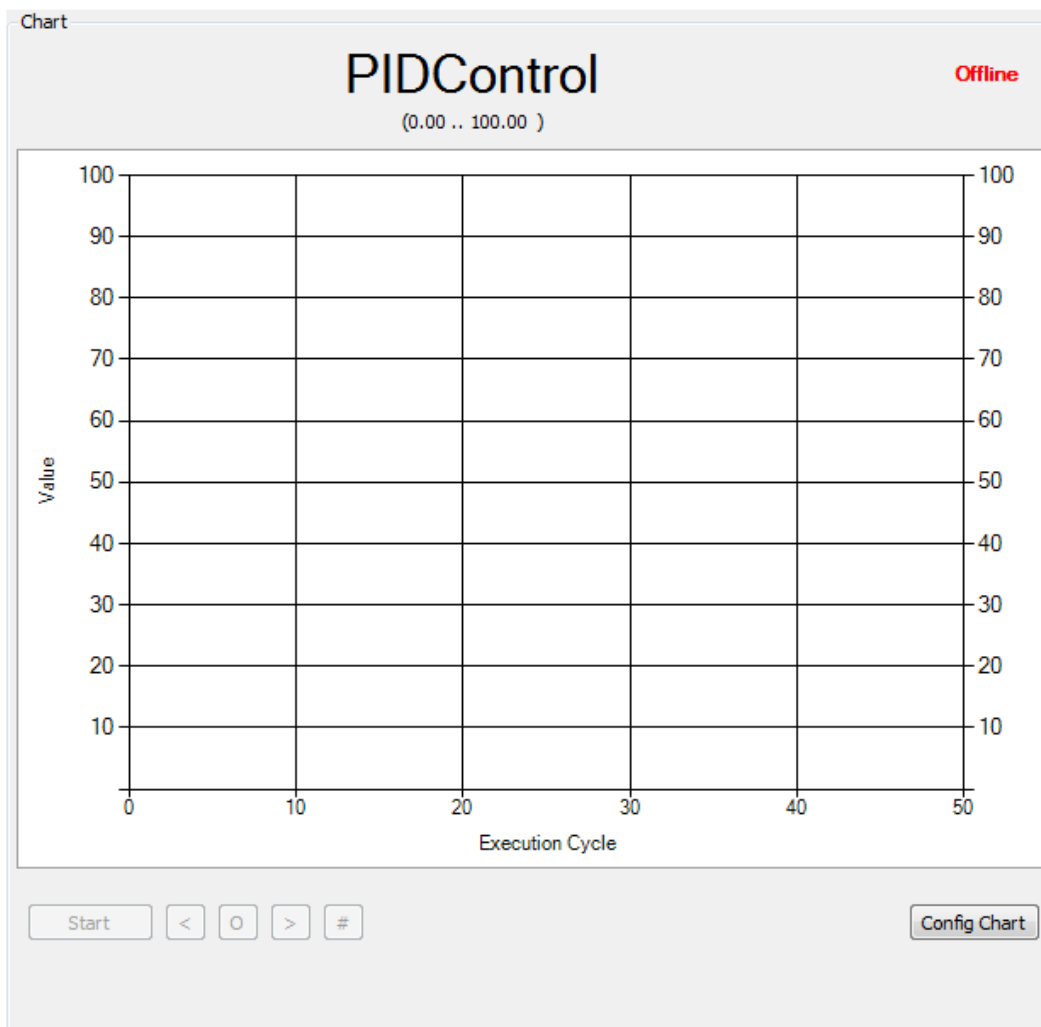 Chart
PIDControl
Offline
(0.00 .. 100.00 )
100 100
90 90
80 80
70 70
60 60
Value
50 50
40 40
30 30
20 20
10 10
0 10 20 30 40 50
Execution Cycle
Start < O > # Config Chart